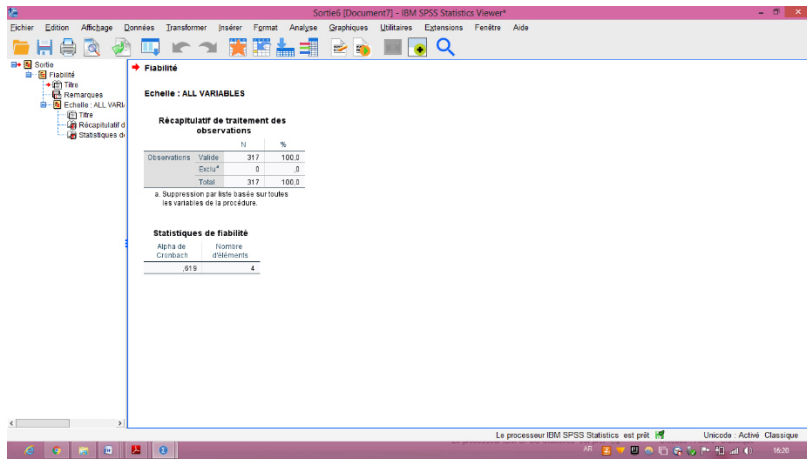 Sortie6 [Document7] - IBM SPSS Statistics Viewer*
Fichier Edition Affichage Données Transformer Insérer Format Analyse Graphiques Utilitaires Extensions Fenêtre Aide
Sortie
Fiabilité
Titre
Remarques
Echelle : ALL VARI
Titre
Récapitulatif d
Statistiques de
Fiabilité
Echelle : ALL VARIABLES
Récapitulatif de traitement des
observations
N %
Observations Valide 317 100,0
Exclu a 0 ,0
Total 317 100,0
a. Suppression par liste basée sur toutes
les variables de la procédure.
Statistiques de fiabilité
Alpha de Nombre
Cronbach d'éléments
,619 4
Le processeur IBM SPSS Statistics est prêt Unicode : Activé Classique
AR 16:20